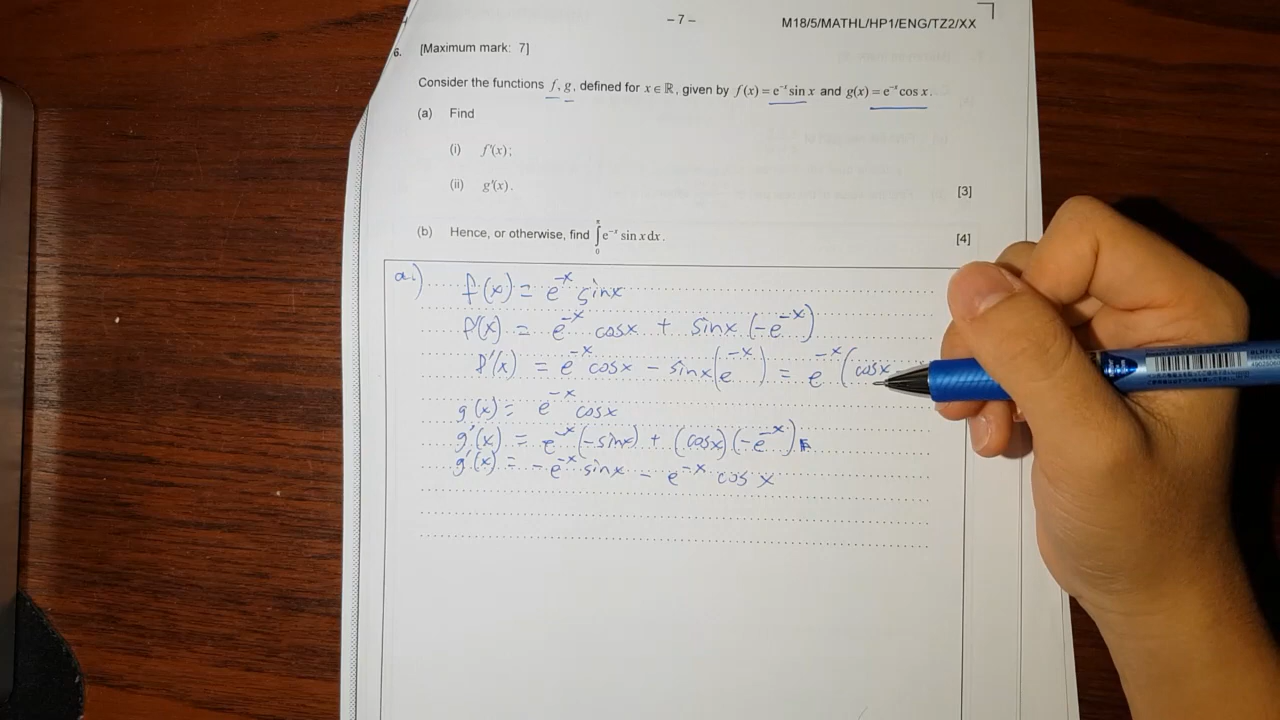 – 7 –
M18/5/MATHL/HP1/ENG/TZ2/XX
6. [Maximum mark: 7]
Consider the functions f, g, defined for x ∈ ℝ, given by f(x) = e⁻ˣ sin x and g(x) = e⁻ˣ cos x.
(a) Find
(i) f′(x);
(ii) g′(x).
[3]
(b) Hence, or otherwise, find ∫₀^π e⁻ˣ sin x dx.
[4]
a.) f(x) = e⁻ˣ sinx
f′(x) = e⁻ˣ cosx + sinx (-e⁻ˣ)
f′(x) = e⁻ˣ cosx - sinx(e⁻ˣ) = e⁻ˣ (cosx
g(x) = e⁻ˣ cosx
g′(x) = e⁻ˣ (-sinx) + (cosx)(-e⁻ˣ)
g′(x) = - e⁻ˣ sinx - e⁻ˣ cos x